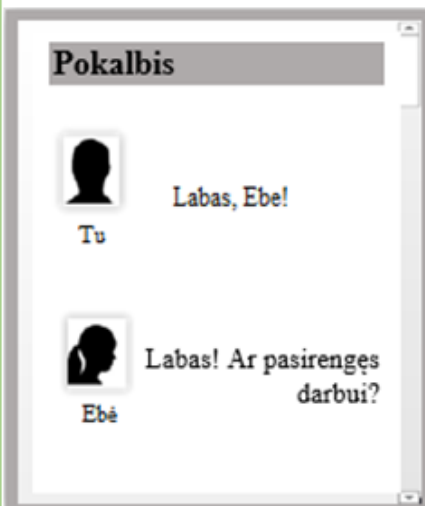 Pokalbis
Labas, Ebe!
Tu
Labas! Ar pasirengęs
darbui?
Ebė